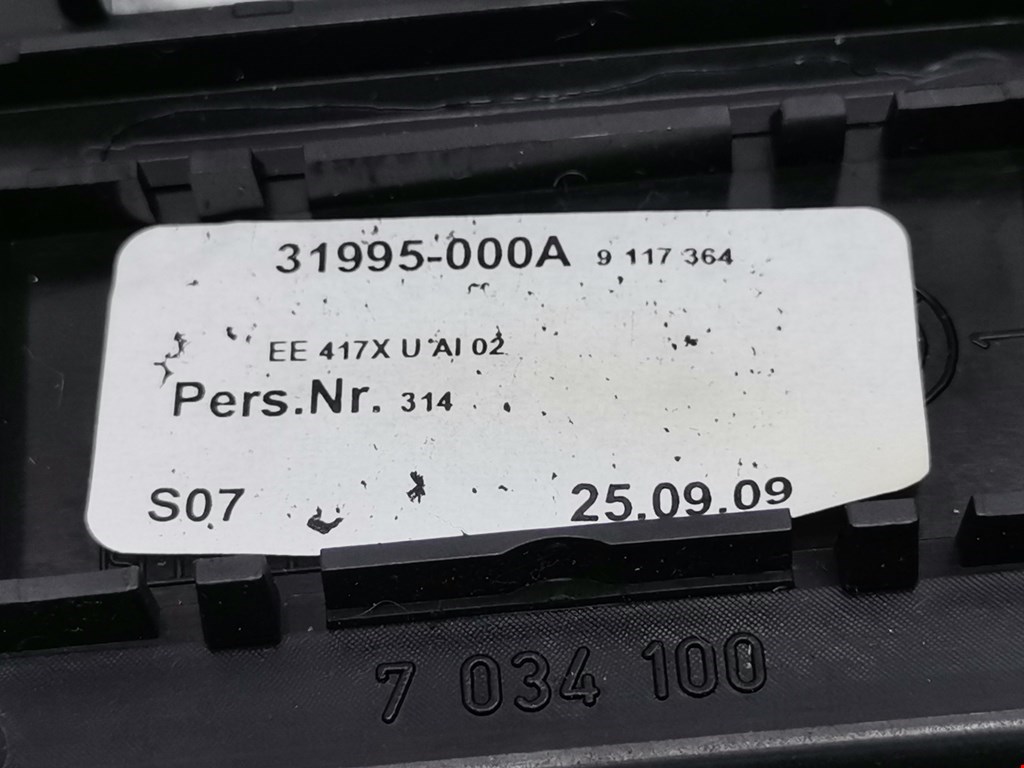 31995-000A 9 117 364
EE 417X U AI 02
Pers.Nr. 314
S07 25.09.09
7 034 100